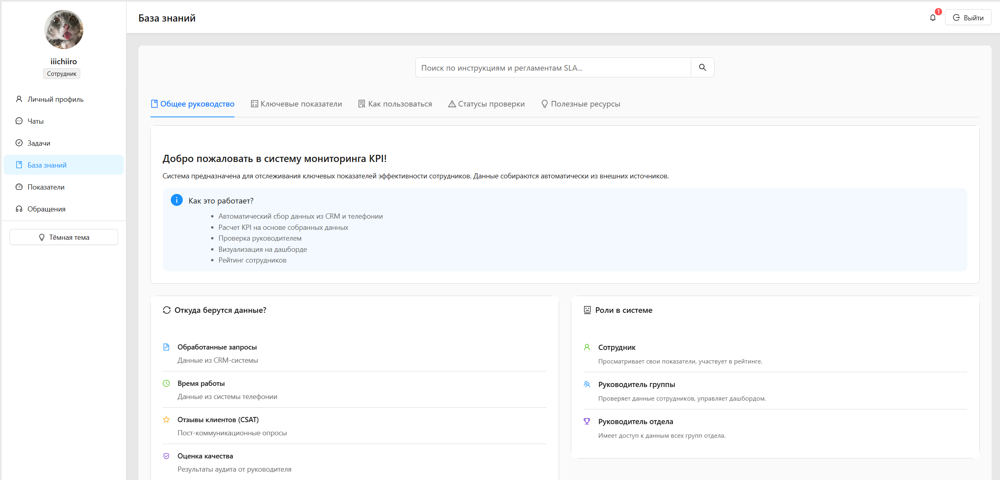 iiichiiro
Сотрудник
Личный профиль
Чаты
Задачи
База знаний
Показатели
Обращения
Тёмная тема
База знаний
1
Выйти
Поиск по инструкциям и регламентам SLA...
Общее руководство
Ключевые показатели
Как пользоваться
Статусы проверки
Полезные ресурсы
Добро пожаловать в систему мониторинга KPI!
Система предназначена для отслеживания ключевых показателей эффективности сотрудников. Данные собираются автоматически из внешних источников.
Как это работает?
Автоматический сбор данных из CRM и телефонии
Расчет KPI на основе собранных данных
Проверка руководителем
Визуализация на дашборде
Рейтинг сотрудников
Откуда берутся данные?
Обработанные запросы
Данные из CRM-системы
Время работы
Данные из системы телефонии
Отзывы клиентов (CSAT)
Пост-коммуникационные опросы
Оценка качества
Результаты аудита от руководителя
Роли в системе
Сотрудник
Просматривает свои показатели, участвует в рейтинге.
Руководитель группы
Проверяет данные сотрудников, управляет дашбордом.
Руководитель отдела
Имеет доступ к данным всех групп отдела.